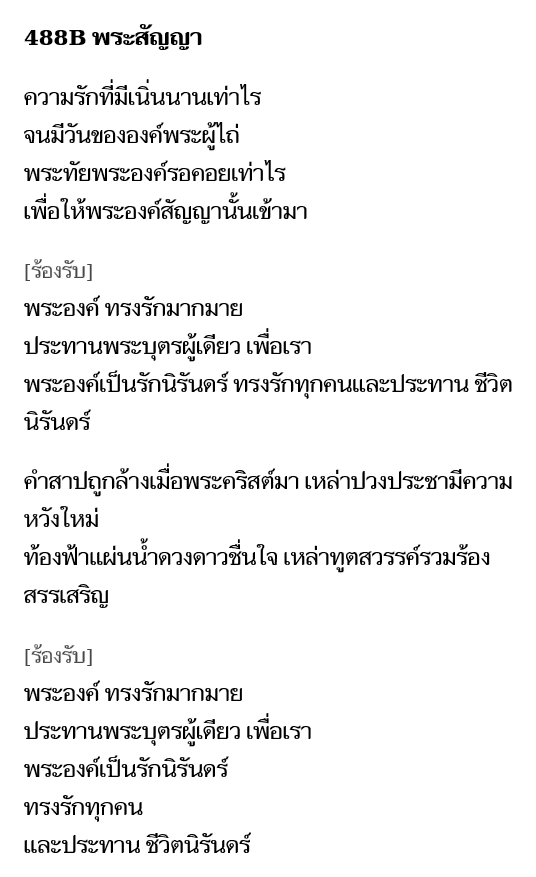 488B พระสัญญา
ความรักที่มีเนิ่นนานเท่าไร
จนมีวันขององค์พระผู้ไถ่
พระทัยพระองค์รอคอยเท่าไร
เพื่อให้พระองค์สัญญานั้นเข้ามา
[ร้องรับ]
พระองค์ ทรงรักมากมาย
ประทานพระบุตรผู้เดียว เพื่อเรา
พระองค์เป็นรักนิรันดร์ ทรงรักทุกคนและประทาน ชีวิต
นิรันดร์
คำสาปถูกล้างเมื่อพระคริสต์มา เหล่าปวงประชามีความ
หวังใหม่
ท้องฟ้าแผ่นน้ำดวงดาวชื่นใจ เหล่าทูตสวรรค์รวมร้อง
สรรเสริญ
[ร้องรับ]
พระองค์ ทรงรักมากมาย
ประทานพระบุตรผู้เดียว เพื่อเรา
พระองค์เป็นรักนิรันดร์
ทรงรักทุกคน
และประทาน ชีวิตนิรันดร์